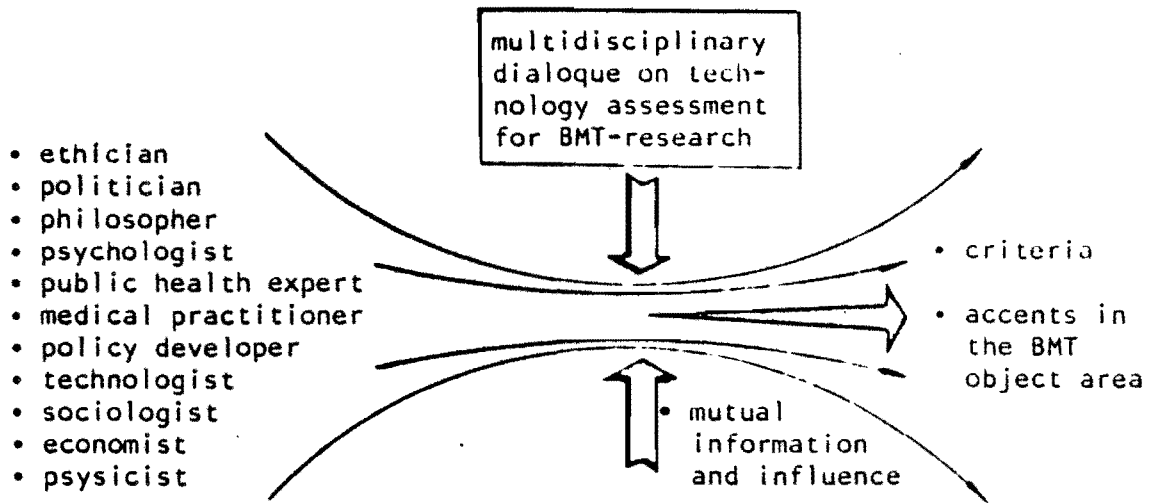 multidisciplinary
dialoque on tech-
nology assessment
for BMT-research
• ethician
• politician
• philosopher
• psychologist
• public health expert
• medical practitioner
• policy developer
• technologist
• sociologist
• economist
• psysicist
• criteria
• accents in
the BMT
object area
• mutual
information
and influence